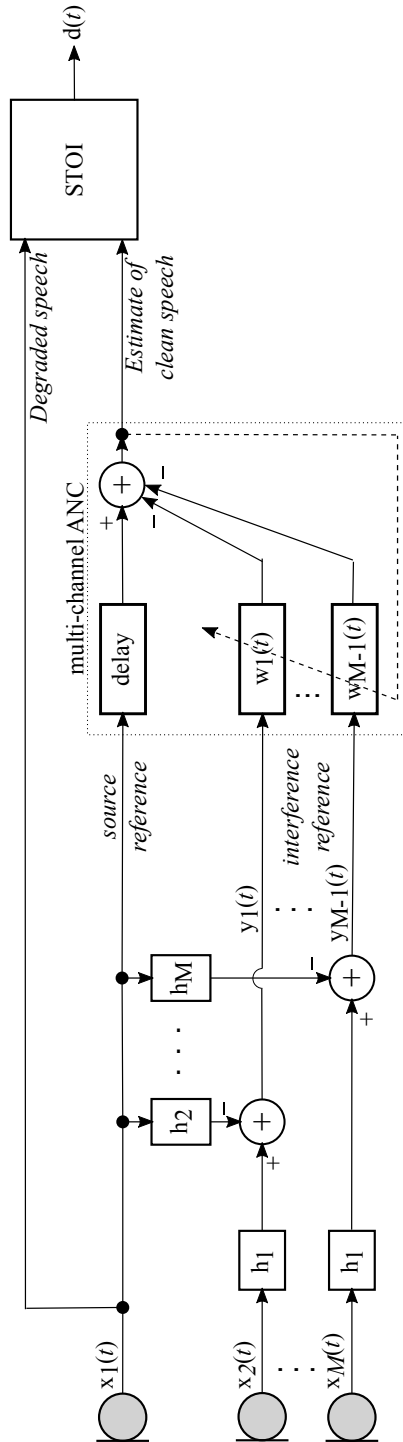 x1(t)
x2(t)
. . . .
xM(t)
h1
h1
h2
. . .
hM
source
reference
y1(t)
. . .
yM-1(t)
interference
reference
multi-channel ANC
delay
w1(t)
...
wM-1(t)
+
+
+
+
+
+
−
−
−
−
Degraded speech
Estimate of
clean speech
STOI
d(t)